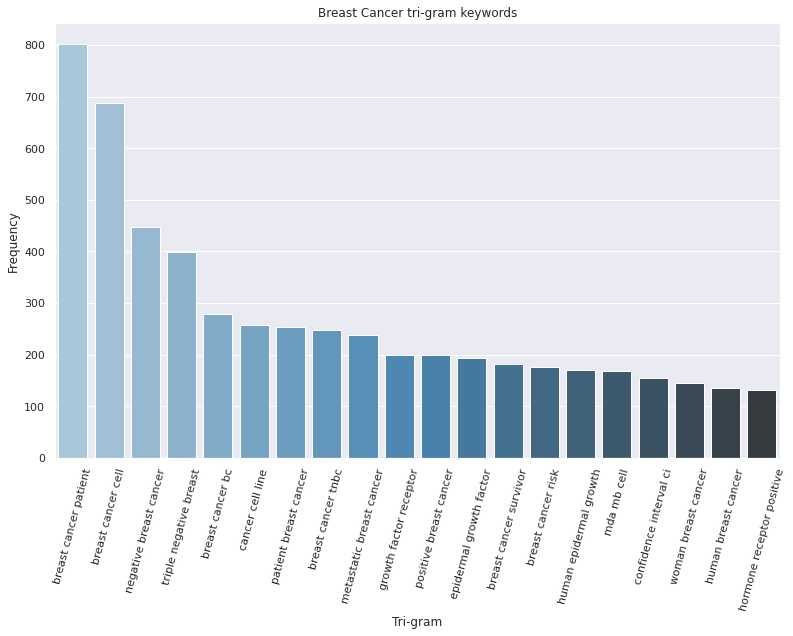 Breast Cancer tri-gram keywords
Frequency
800
700
600
500
400
300
200
100
0
breast cancer patient
breast cancer cell
negative breast cancer
triple negative breast
breast cancer bc
cancer cell line
patient breast cancer
breast cancer tnbc
metastatic breast cancer
growth factor receptor
positive breast cancer
epidermal growth factor
breast cancer survivor
breast cancer risk
human epidermal growth
mda mb cell
confidence interval ci
woman breast cancer
human breast cancer
hormone receptor positive
Tri-gram